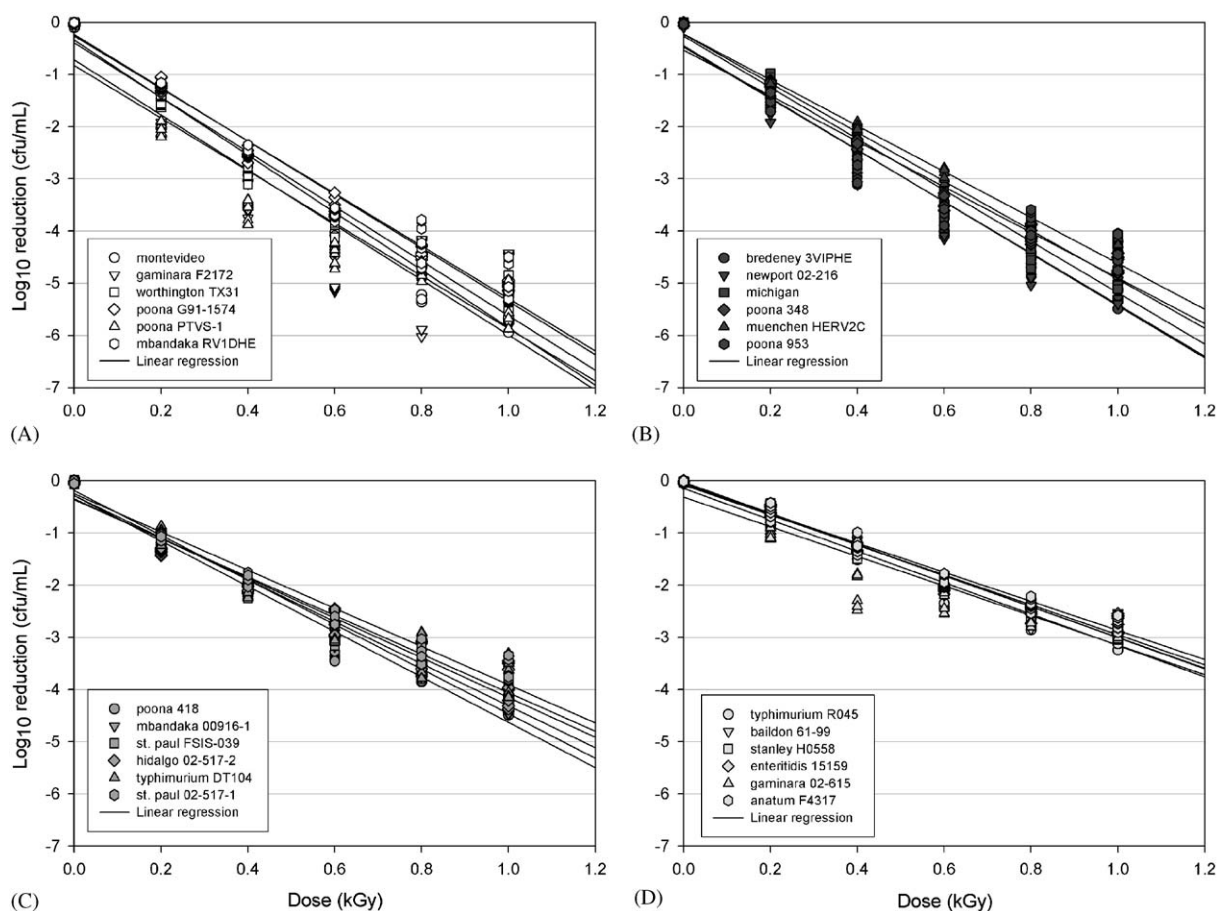 0
-1
-2
-3
-4
-5
-6
-7
Log10 reduction (cfu/mL)
montevideo
gaminara F2172
worthington TX31
poona G91-1574
poona PTVS-1
mbandaka RV1DHE
Linear regression
0.0 0.2 0.4 0.6 0.8 1.0 1.2
(A)
0
-1
-2
-3
-4
-5
-6
-7
bredeney 3VIPHE
newport 02-216
michigan
poona 348
muenchen HERV2C
poona 953
Linear regression
0.0 0.2 0.4 0.6 0.8 1.0 1.2
(B)
0
-1
-2
-3
-4
-5
-6
-7
Log10 reduction (cfu/mL)
poona 418
mbandaka 00916-1
st. paul FSIS-039
hidalgo 02-517-2
typhimurium DT104
st. paul 02-517-1
Linear regression
0.0 0.2 0.4 0.6 0.8 1.0 1.2
(C)
Dose (kGy)
0
-1
-2
-3
-4
-5
-6
-7
typhimurium R045
baildon 61-99
stanley H0558
enteritidis 15159
gaminara 02-615
anatum F4317
Linear regression
0.0 0.2 0.4 0.6 0.8 1.0 1.2
(D)
Dose (kGy)